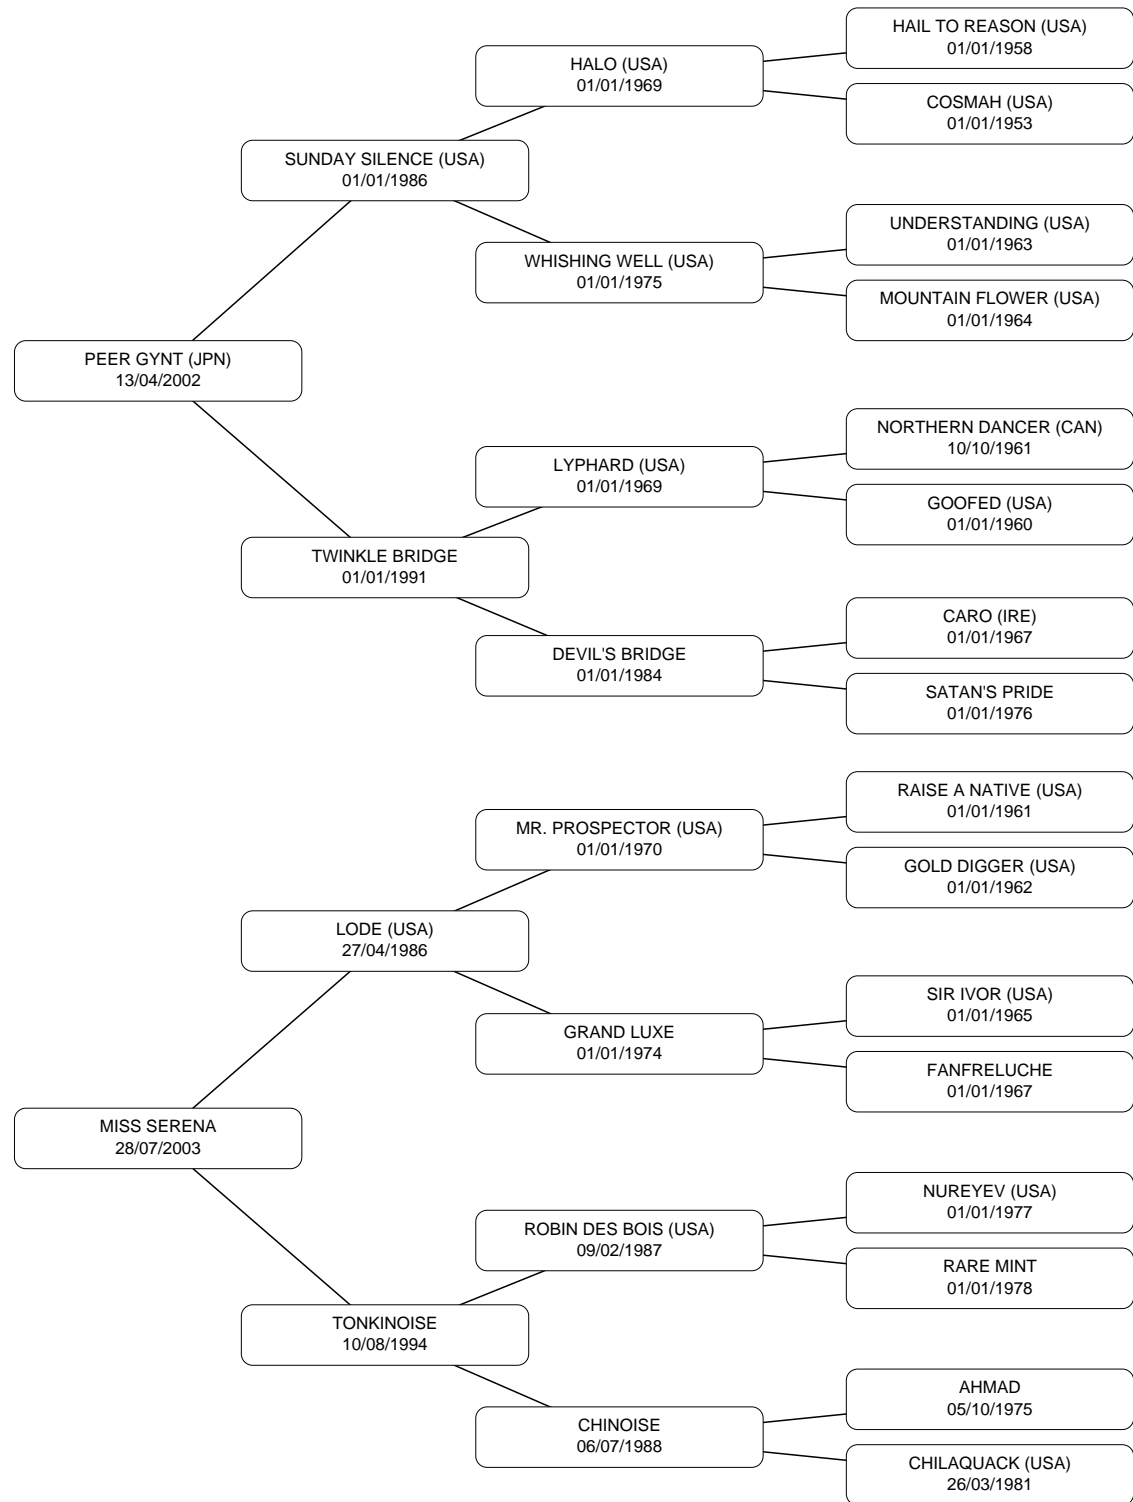 HAIL TO REASON (USA)
01/01/1958
HALO (USA)
01/01/1969
COSMAH (USA)
01/01/1953
SUNDAY SILENCE (USA)
01/01/1986
UNDERSTANDING (USA)
01/01/1963
WHISHING WELL (USA)
01/01/1975
MOUNTAIN FLOWER (USA)
01/01/1964
PEER GYNT (JPN)
13/04/2002
NORTHERN DANCER (CAN)
10/10/1961
LYPHARD (USA)
01/01/1969
GOOFED (USA)
01/01/1960
TWINKLE BRIDGE
01/01/1991
CARO (IRE)
01/01/1967
DEVIL'S BRIDGE
01/01/1984
SATAN'S PRIDE
01/01/1976
RAISE A NATIVE (USA)
01/01/1961
MR. PROSPECTOR (USA)
01/01/1970
GOLD DIGGER (USA)
01/01/1962
LODE (USA)
27/04/1986
SIR IVOR (USA)
01/01/1965
GRAND LUXE
01/01/1974
FANFRELUCHE
01/01/1967
MISS SERENA
28/07/2003
NUREYEV (USA)
01/01/1977
ROBIN DES BOIS (USA)
09/02/1987
RARE MINT
01/01/1978
TONKINOISE
10/08/1994
AHMAD
05/10/1975
CHINOISE
06/07/1988
CHILAQUACK (USA)
26/03/1981